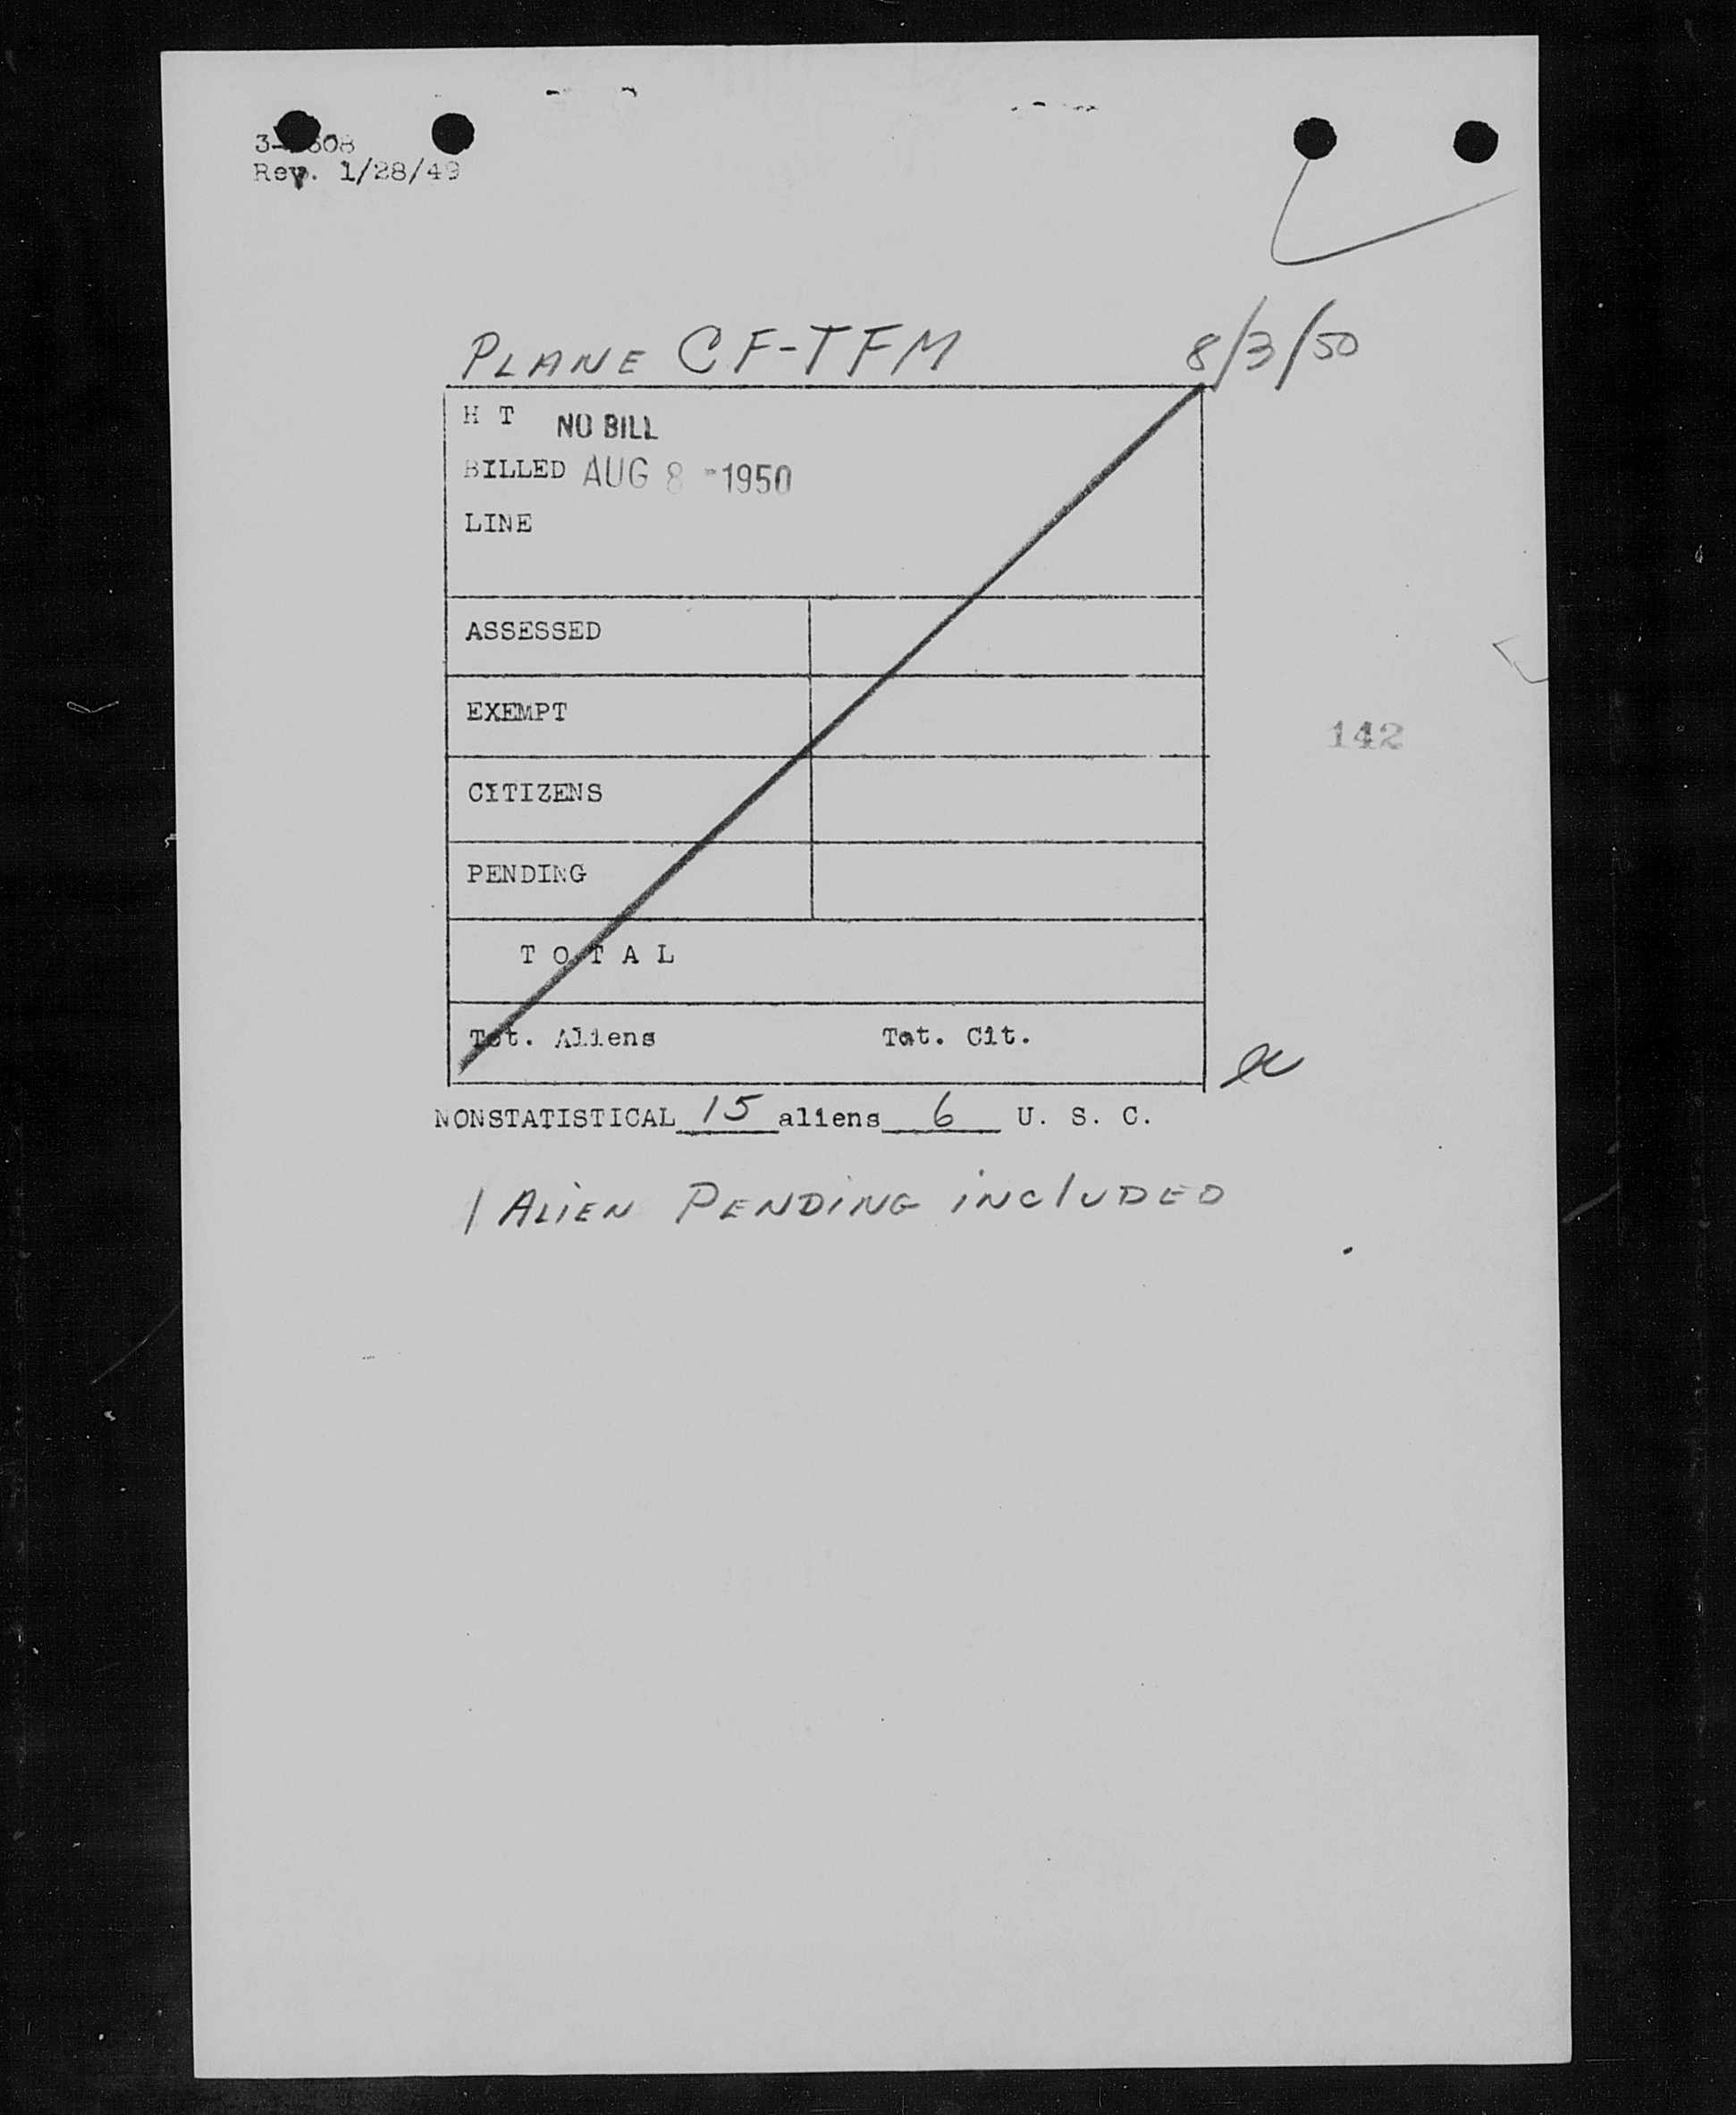 Rev. 1/28/49
PLANE CF-TFM 8/3/50
H T NO BILL
BILLED AUG 8 -1950
LINE
ASSESSED
EXEMPT
142
CITIZENS
PENDING
T O T A L
Tot. Aliens Tot. Cit.
NONSTATISTICAL 15 aliens 6 U. S. C.
1 ALIEN PENDING INCLUDED